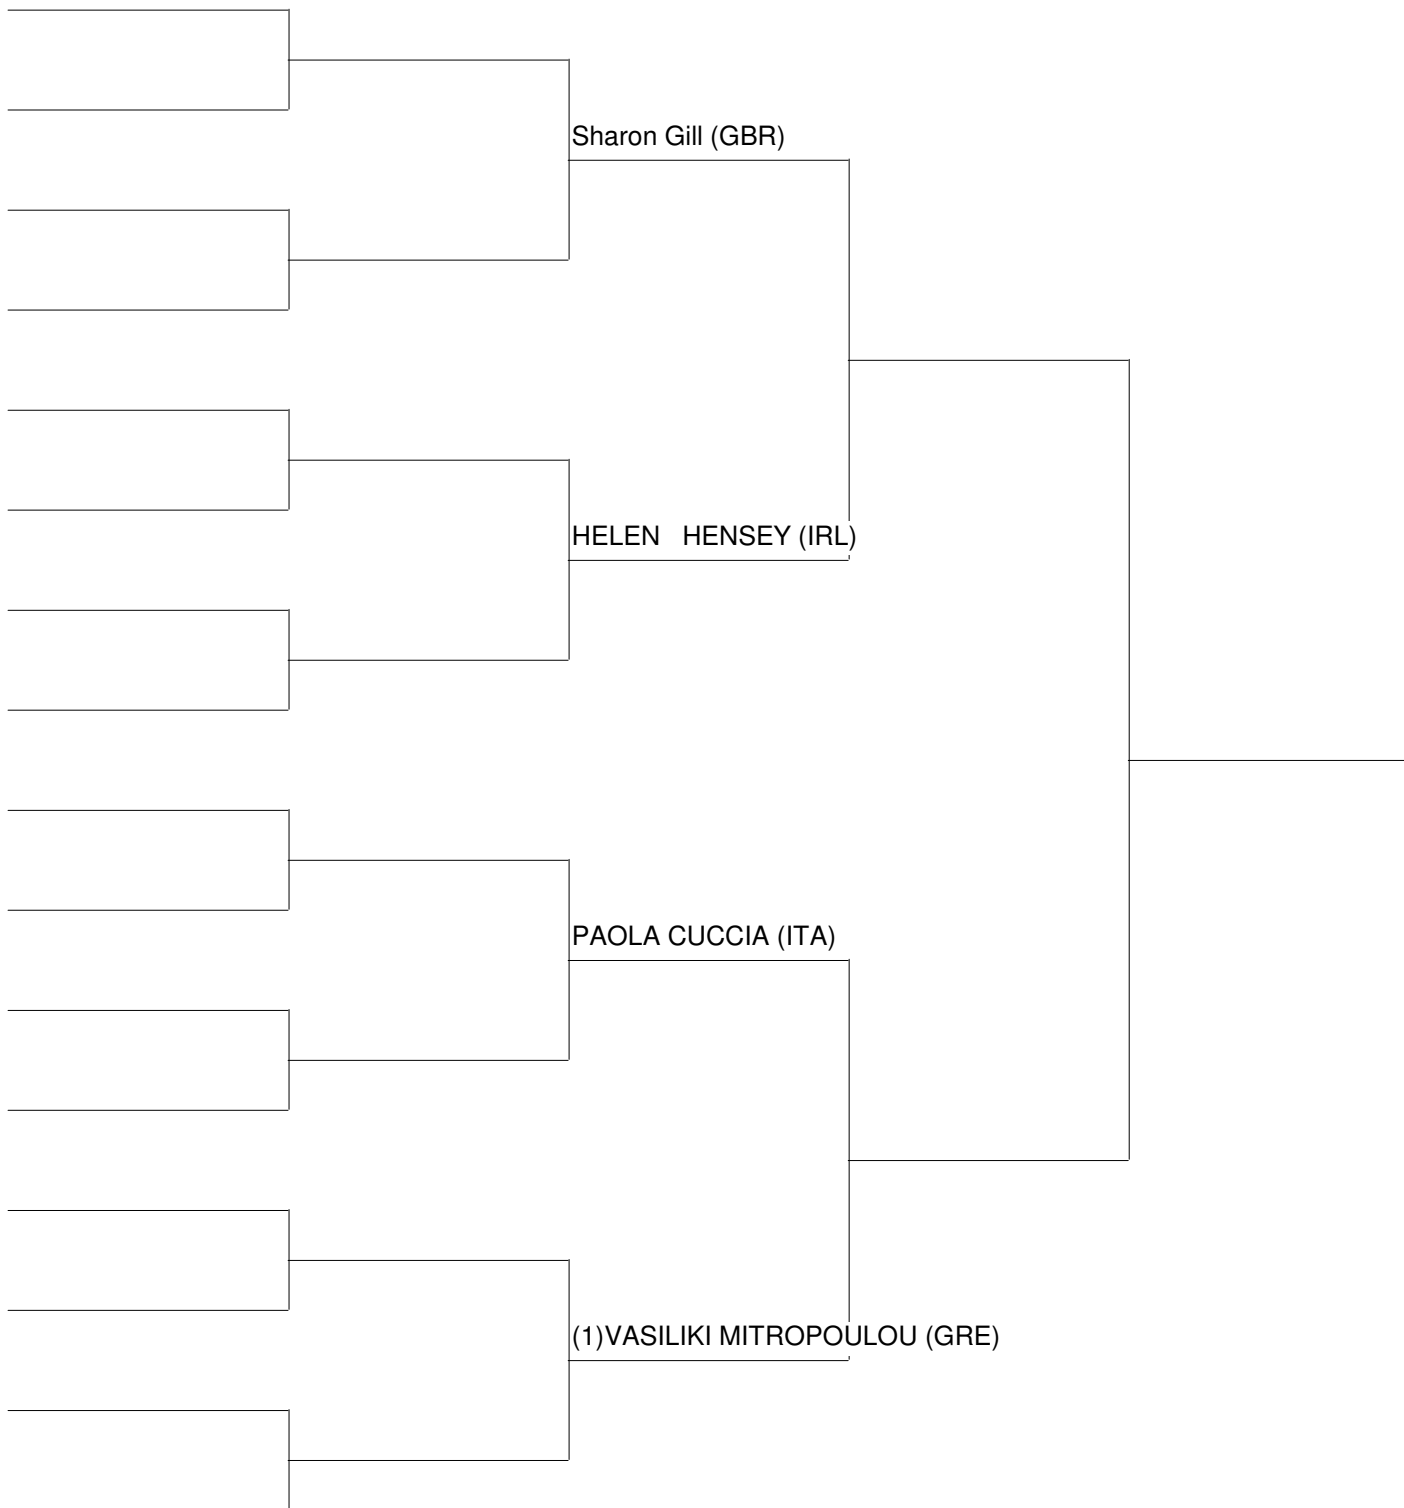 Sharon Gill (GBR)
HELEN   HENSEY (IRL)
PAOLA CUCCIA (ITA)
(1)VASILIKI MITROPOULOU (GRE)